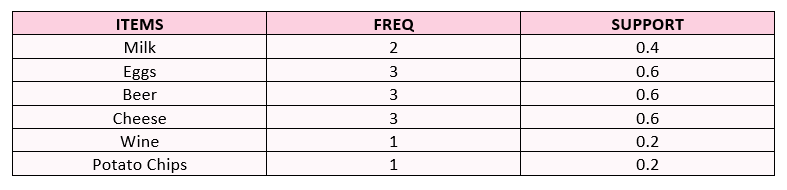 ITEMS FREQ SUPPORT
Milk 2 0.4
Eggs 3 0.6
Beer 3 0.6
Cheese 3 0.6
Wine 1 0.2
Potato Chips 1 0.2